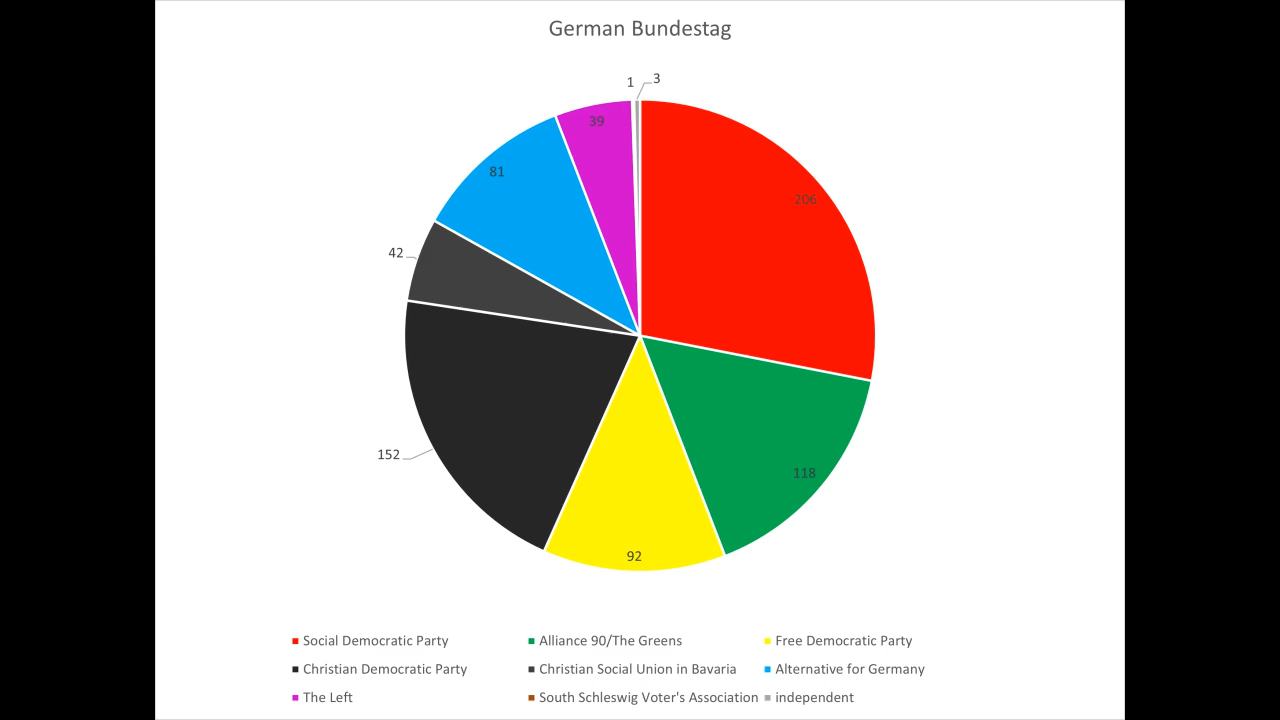 German Bundestag
1
3
39
206
81
42
152
118
92
Social Democratic Party
Alliance 90/The Greens
Free Democratic Party
Christian Democratic Party
Christian Social Union in Bavaria
Alternative for Germany
The Left
South Schleswig Voter's Association
independent